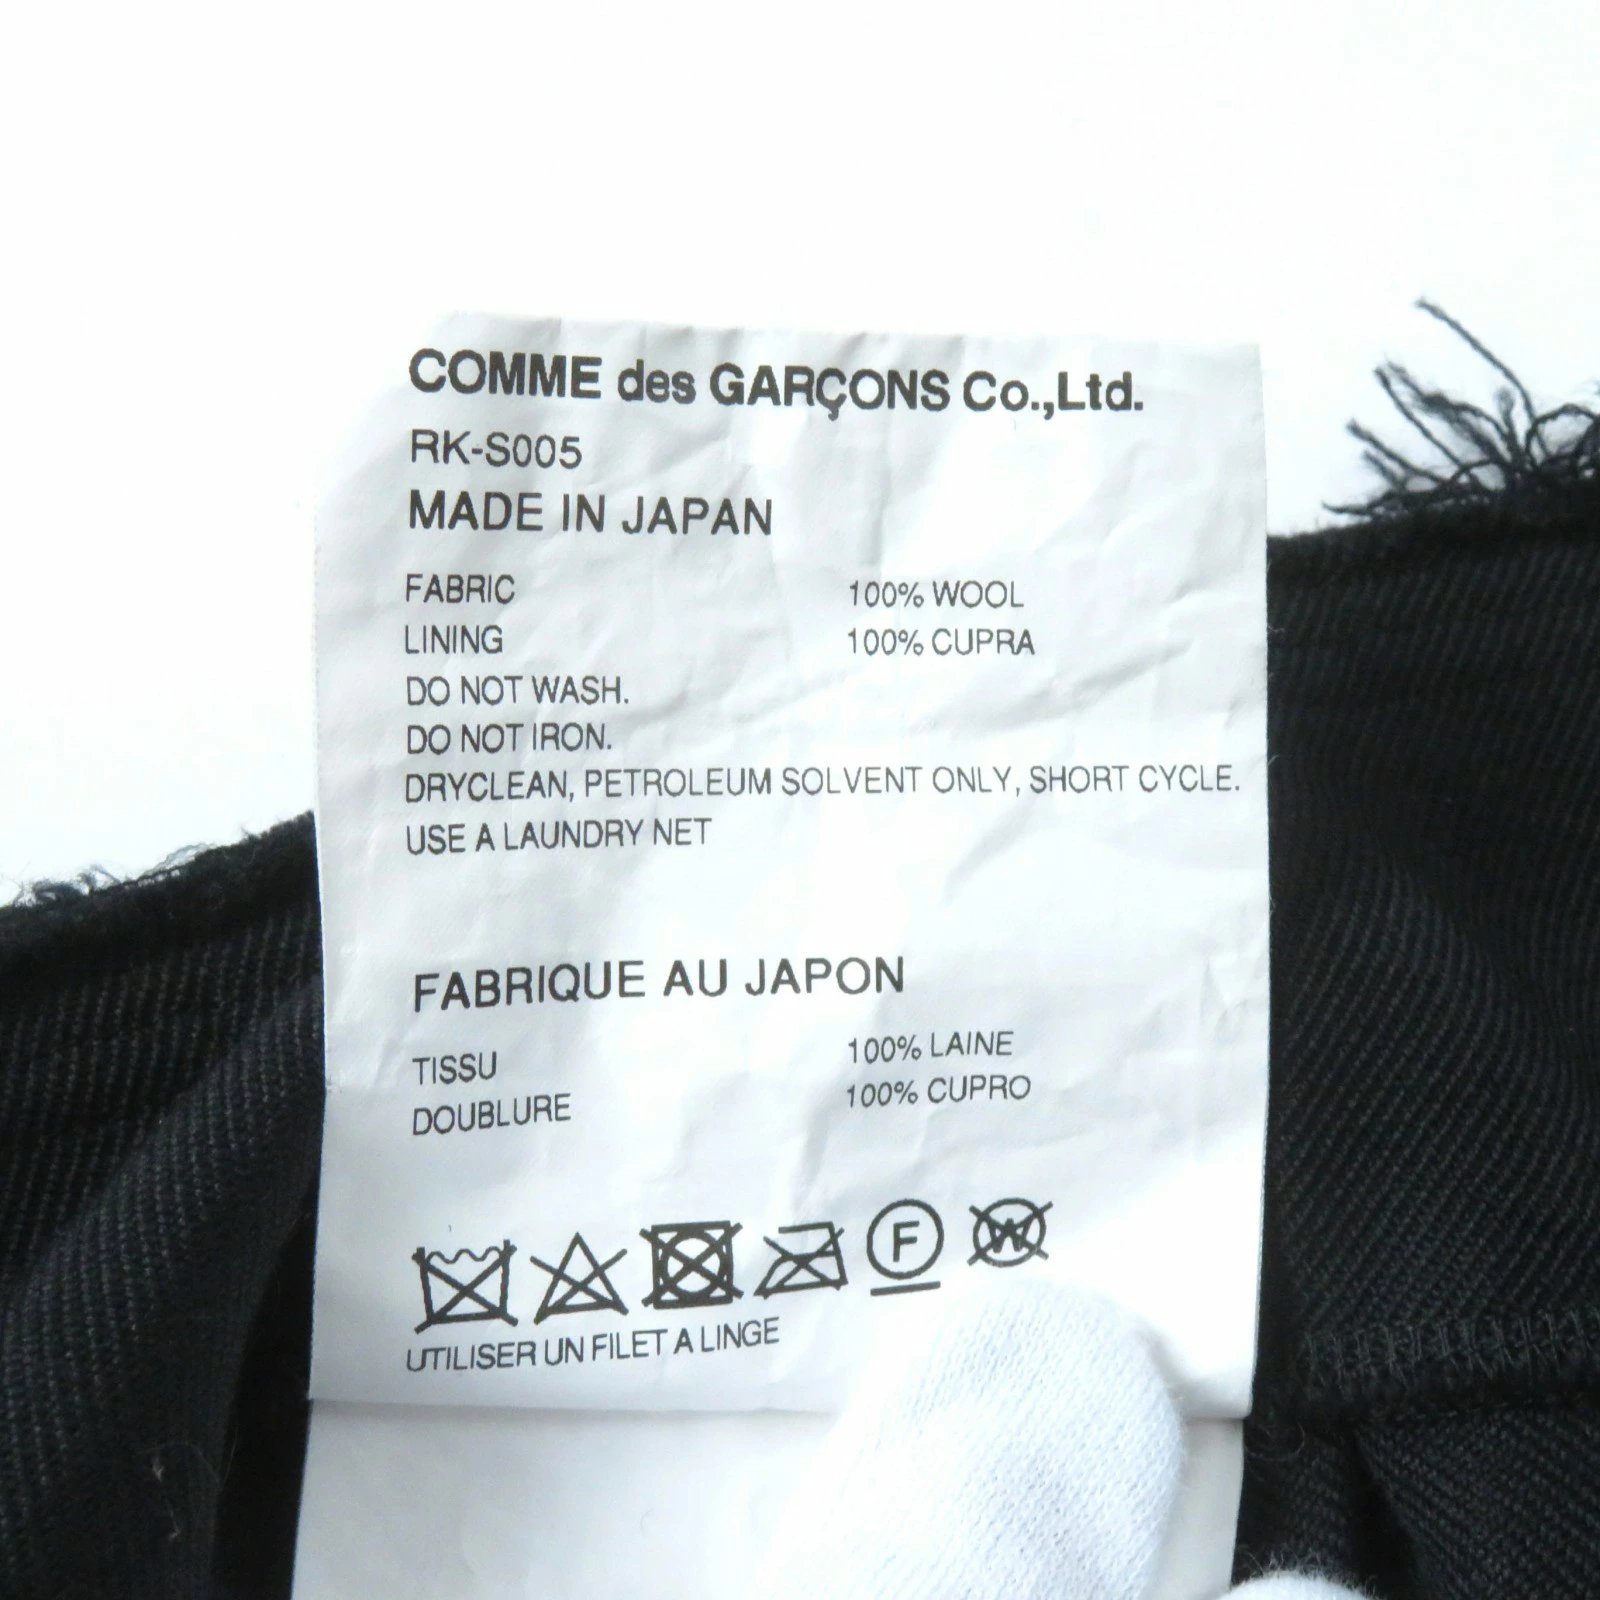 COMME des GARÇONS Co.,Ltd.
RK-S005
MADE IN JAPAN
FABRIC 100% WOOL
LINING 100% CUPRA
DO NOT WASH.
DO NOT IRON.
DRYCLEAN, PETROLEUM SOLVENT ONLY, SHORT CYCLE.
USE A LAUNDRY NET
FABRIQUE AU JAPON
TISSU 100% LAINE
DOUBLURE 100% CUPRO
F W
UTILISER UN FILET A LINGE